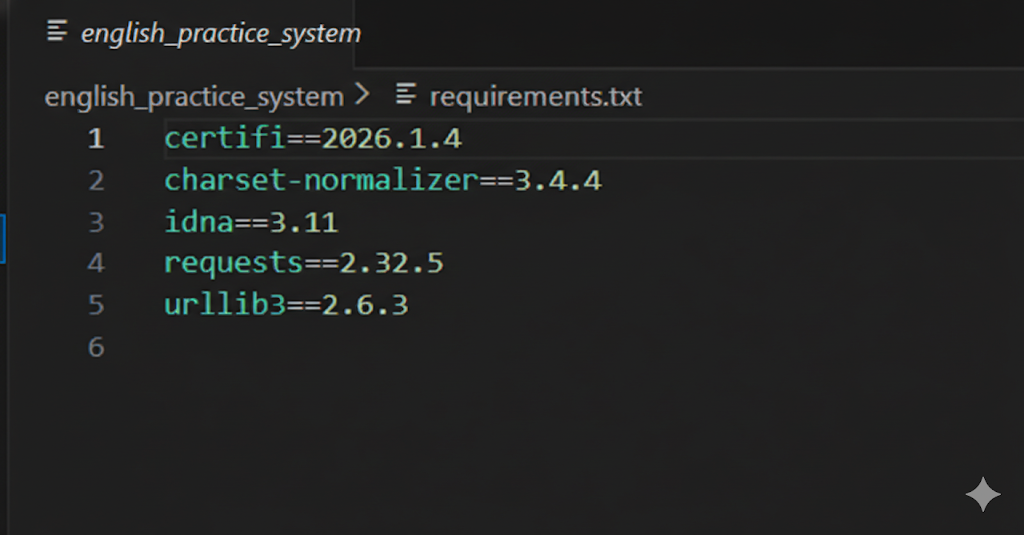 english_practice_system
english_practice_system > requirements.txt
1 certifi==2026.1.4
2 charset-normalizer==3.4.4
3 idna==3.11
4 requests==2.32.5
5 urllib3==2.6.3
6